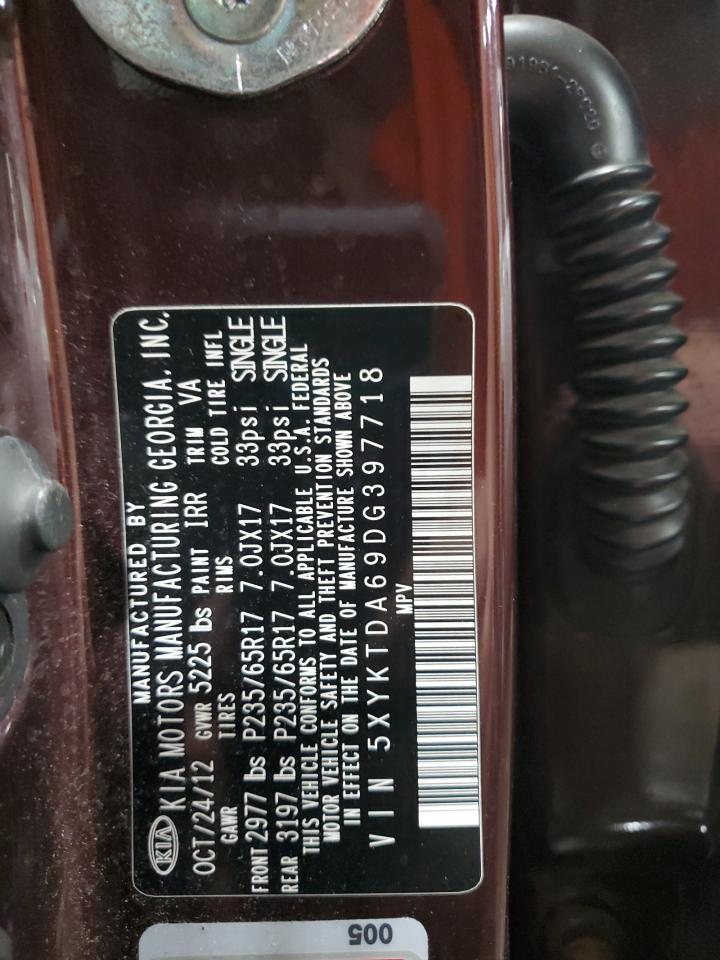 MANUFACTURED BY
KIA KIA MOTORS MANUFACTURING GEORGIA, INC.
OCT/24/12 GVWR 5225 lbs PAINT IRR TRIM VA
GAWR TIRES RIMS COLD TIRE INFL
FRONT 2977 lbs P235/65R17 7.0JX17 33psi SINGLE
REAR 3197 lbs P235/65R17 7.0JX17 33psi SINGLE
THIS VEHICLE CONFORMS TO ALL APPLICABLE U.S.A. FEDERAL
MOTOR VEHICLE SAFETY AND THEFT PREVENTION STANDARDS
IN EFFECT ON THE DATE OF MANUFACTURE SHOWN ABOVE
VIN 5XYKTDA69DG397718
MPV
005